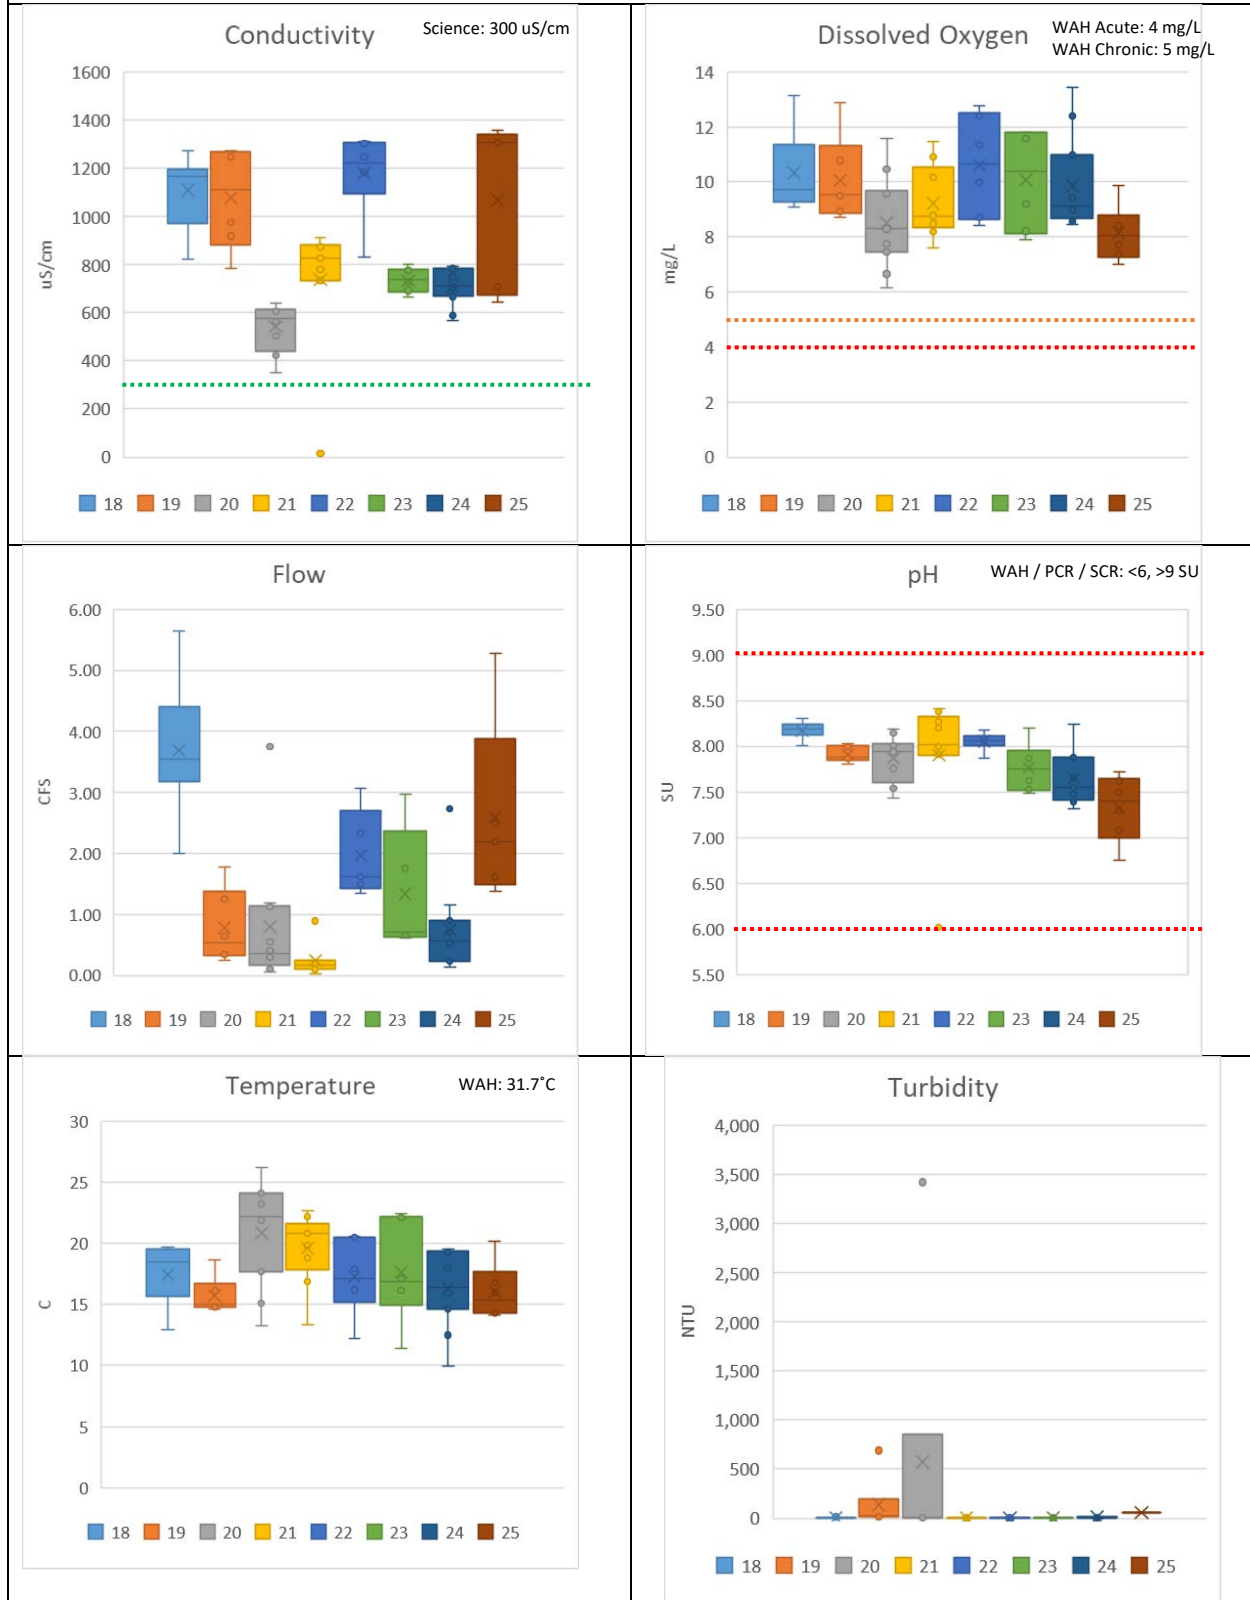 Conductivity
Science: 300 uS/cm
1600
1400
1200
1000
800
600
400
200
0
uS/cm
18 19 20 21 22 23 24 25
Dissolved Oxygen
WAH Acute: 4 mg/L
WAH Chronic: 5 mg/L
14
12
10
8
6
4
2
0
mg/L
18 19 20 21 22 23 24 25
Flow
6.00
5.00
4.00
3.00
2.00
1.00
0.00
CFS
18 19 20 21 22 23 24 25
pH
WAH / PCR / SCR: <6, >9 SU
9.50
9.00
8.50
8.00
7.50
7.00
6.50
6.00
5.50
SU
18 19 20 21 22 23 24 25
Temperature
WAH: 31.7˚C
30
25
20
15
10
5
0
C
18 19 20 21 22 23 24 25
Turbidity
4,000
3,500
3,000
2,500
2,000
1,500
1,000
500
0
NTU
18 19 20 21 22 23 24 25